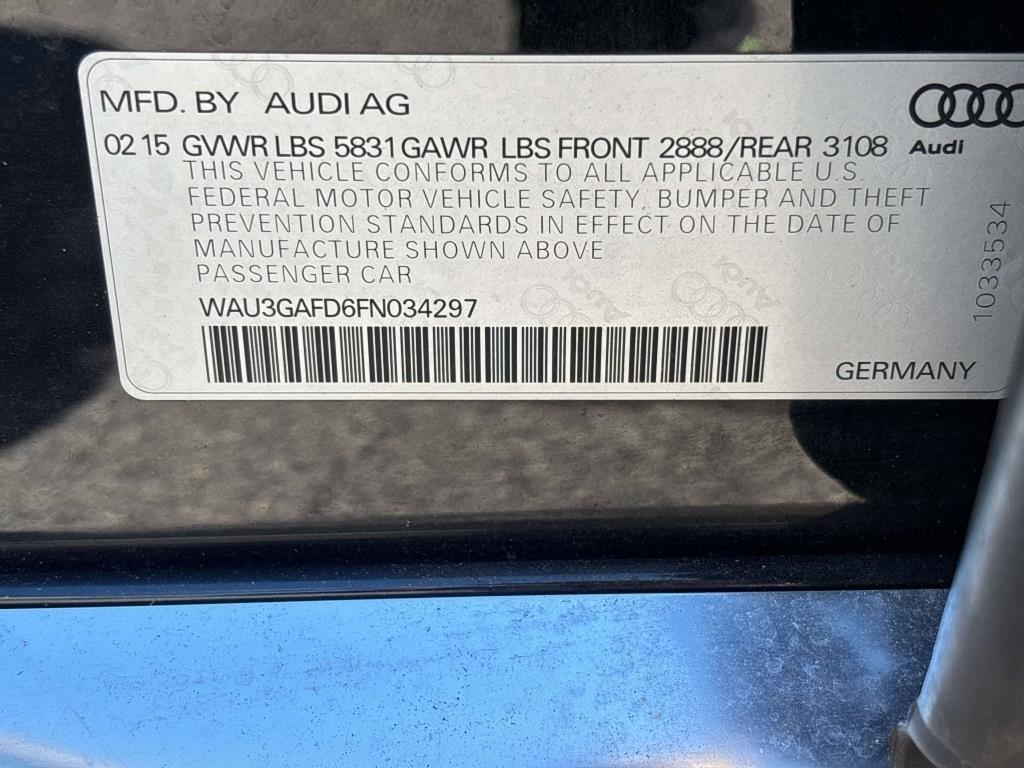 MFD. BY AUDI AG
02 15 GVWR LBS 5831 GAWR LBS FRONT 2888/REAR 3108
Audi
THIS VEHICLE CONFORMS TO ALL APPLICABLE U.S.
FEDERAL MOTOR VEHICLE SAFETY, BUMPER AND THEFT
PREVENTION STANDARDS IN EFFECT ON THE DATE OF
MANUFACTURE SHOWN ABOVE
PASSENGER CAR
WAU3GAFD6FN034297
GERMANY
1033534